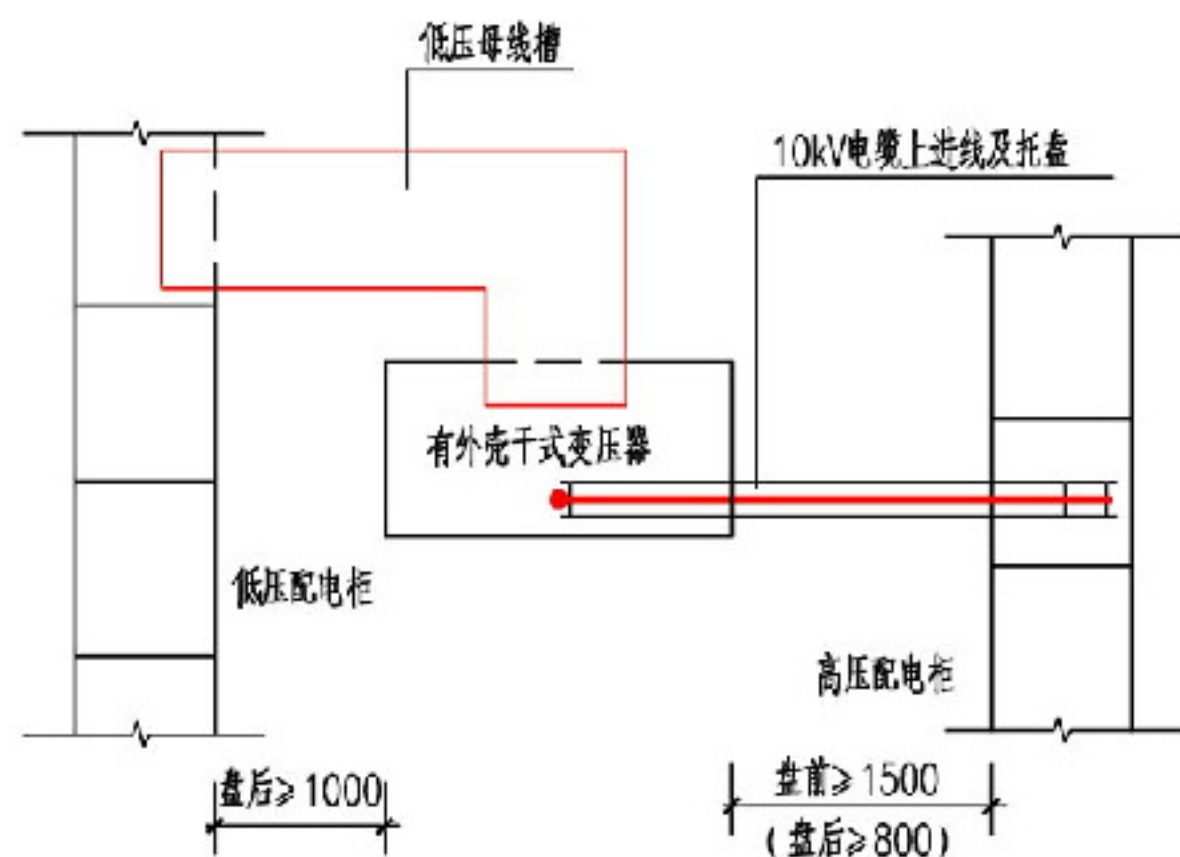 低压母线槽
10kV电缆上进线及托盘
有外壳干式变压器
低压配电柜
高压配电柜
盘后≥1000
盘前≥1500
(盘后≥800)